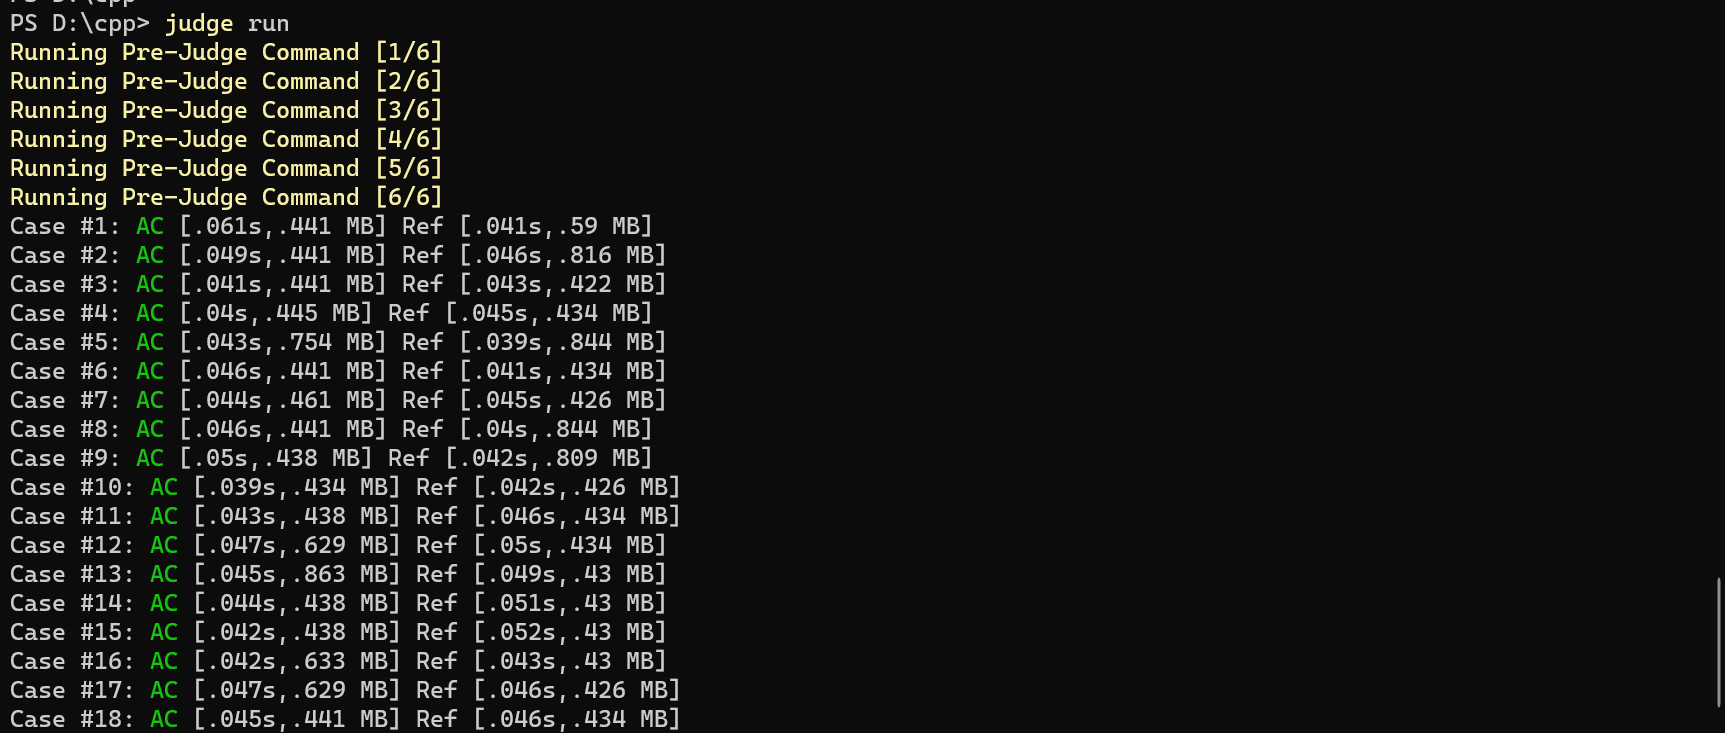 PS D:\cpp>
PS D:\cpp> judge run
Running Pre-Judge Command [1/6]
Running Pre-Judge Command [2/6]
Running Pre-Judge Command [3/6]
Running Pre-Judge Command [4/6]
Running Pre-Judge Command [5/6]
Running Pre-Judge Command [6/6]
Case #1: AC [.061s,.441 MB] Ref [.041s,.59 MB]
Case #2: AC [.049s,.441 MB] Ref [.046s,.816 MB]
Case #3: AC [.041s,.441 MB] Ref [.043s,.422 MB]
Case #4: AC [.04s,.445 MB] Ref [.045s,.434 MB]
Case #5: AC [.043s,.754 MB] Ref [.039s,.844 MB]
Case #6: AC [.046s,.441 MB] Ref [.041s,.434 MB]
Case #7: AC [.044s,.461 MB] Ref [.045s,.426 MB]
Case #8: AC [.046s,.441 MB] Ref [.04s,.844 MB]
Case #9: AC [.05s,.438 MB] Ref [.042s,.809 MB]
Case #10: AC [.039s,.434 MB] Ref [.042s,.426 MB]
Case #11: AC [.043s,.438 MB] Ref [.046s,.434 MB]
Case #12: AC [.047s,.629 MB] Ref [.05s,.434 MB]
Case #13: AC [.045s,.863 MB] Ref [.049s,.43 MB]
Case #14: AC [.044s,.438 MB] Ref [.051s,.43 MB]
Case #15: AC [.042s,.438 MB] Ref [.052s,.43 MB]
Case #16: AC [.042s,.633 MB] Ref [.043s,.43 MB]
Case #17: AC [.047s,.629 MB] Ref [.046s,.426 MB]
Case #18: AC [.045s,.441 MB] Ref [.046s,.434 MB]